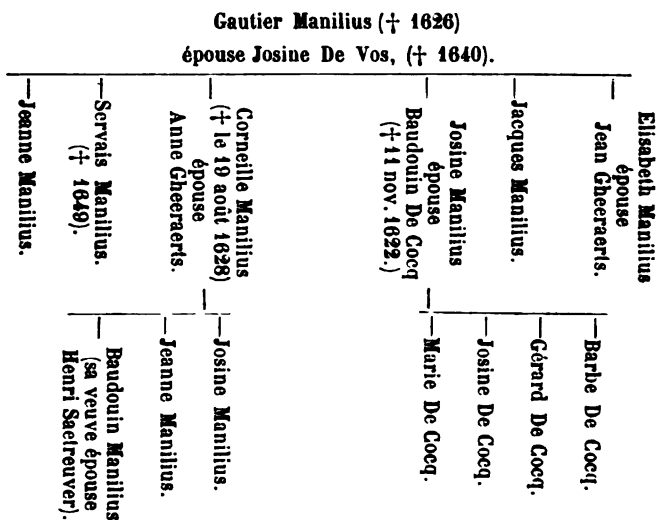 Gautier Manilius († 1626)
épouse Josine De Vos, († 1640).
Jeanne Manilius.
Servais Manilius.
(† 1649).
Corneille Manilius
(† le 19 août 1628)
épouse
Anne Gheeraerts.
Josine Manilius
épouse
Baudouin De Cocq
(† 11 nov. 1622.)
Jacques Manilius.
Elisabeth Manilius
épouse
Jean Gheeraerts.
Baudouin Manilius
(sa veuve épouse
Henri Saetreuver).
Jeanne Manilius.
Josine Manilius.
Marie De Cocq.
Josine De Cocq.
Gérard De Cocq.
Barbe De Cocq.